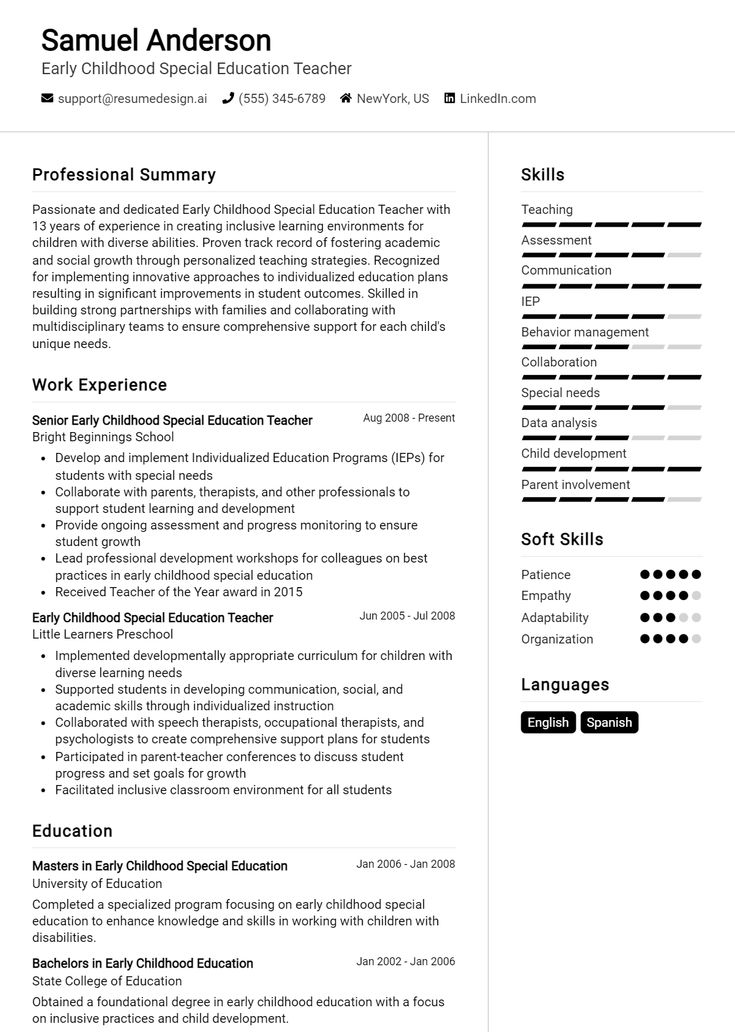 Samuel Anderson
Early Childhood Special Education Teacher
support@resumedesign.ai (555) 345-6789 NewYork, US LinkedIn.com
Professional Summary
Passionate and dedicated Early Childhood Special Education Teacher with
13 years of experience in creating inclusive learning environments for
children with diverse abilities. Proven track record of fostering academic
and social growth through personalized teaching strategies. Recognized
for implementing innovative approaches to individualized education plans
resulting in significant improvements in student outcomes. Skilled in
building strong partnerships with families and collaborating with
multidisciplinary teams to ensure comprehensive support for each child's
unique needs.
Work Experience
Senior Early Childhood Special Education Teacher Aug 2008 - Present
Bright Beginnings School
• Develop and implement Individualized Education Programs (IEPs) for
students with special needs
• Collaborate with parents, therapists, and other professionals to
support student learning and development
• Provide ongoing assessment and progress monitoring to ensure
student growth
• Lead professional development workshops for colleagues on best
practices in early childhood special education
• Received Teacher of the Year award in 2015
Early Childhood Special Education Teacher Jun 2005 - Jul 2008
Little Learners Preschool
• Implemented developmentally appropriate curriculum for children with
diverse learning needs
• Supported students in developing communication, social, and
academic skills through individualized instruction
• Collaborated with speech therapists, occupational therapists, and
psychologists to create comprehensive support plans for students
• Participated in parent-teacher conferences to discuss student
progress and set goals for growth
• Facilitated inclusive classroom environment for all students
Education
Masters in Early Childhood Special Education Jan 2006 - Jan 2008
University of Education
Completed a specialized program focusing on early childhood special
education to enhance knowledge and skills in working with children with
disabilities.
Bachelors in Early Childhood Education Jan 2002 - Jan 2006
State College of Education
Obtained a foundational degree in early childhood education with a focus
on inclusive practices and child development.
Skills
Teaching
Assessment
Communication
IEP
Behavior management
Collaboration
Special needs
Data analysis
Child development
Parent involvement
Soft Skills
Patience
Empathy
Adaptability
Organization
Languages
English Spanish